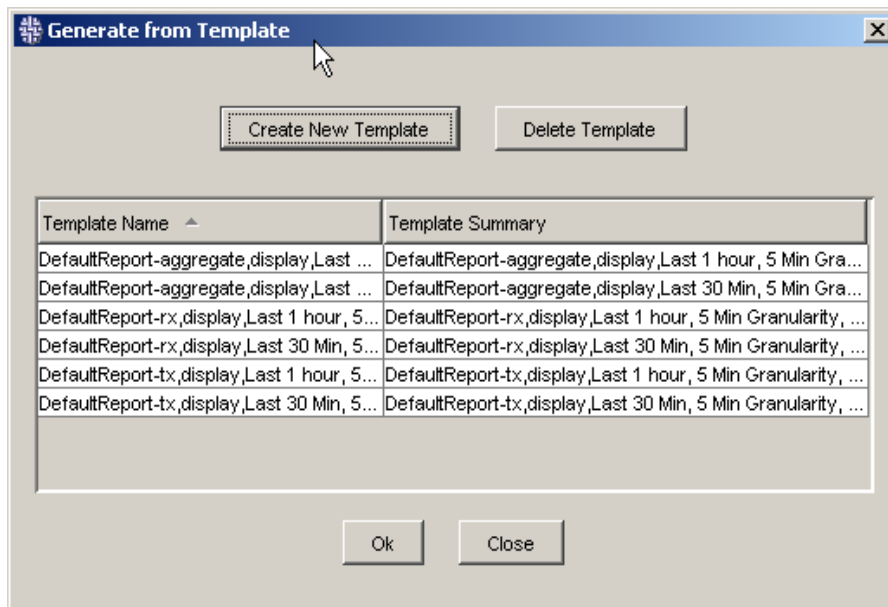 Generate from Template
Create New Template Delete Template
Template Name Template Summary
DefaultReport-aggregate,display,Last ... DefaultReport-aggregate,display,Last 1 hour, 5 Min Gra...
DefaultReport-aggregate,display,Last ... DefaultReport-aggregate,display,Last 30 Min, 5 Min Gra...
DefaultReport-rx,display,Last 1 hour, 5... DefaultReport-rx,display,Last 1 hour, 5 Min Granularity, ...
DefaultReport-rx,display,Last 30 Min, 5... DefaultReport-rx,display,Last 30 Min, 5 Min Granularity, ...
DefaultReport-tx,display,Last 1 hour, 5... DefaultReport-tx,display,Last 1 hour, 5 Min Granularity, ...
DefaultReport-tx,display,Last 30 Min, 5... DefaultReport-tx,display,Last 30 Min, 5 Min Granularity, ...
Ok Close